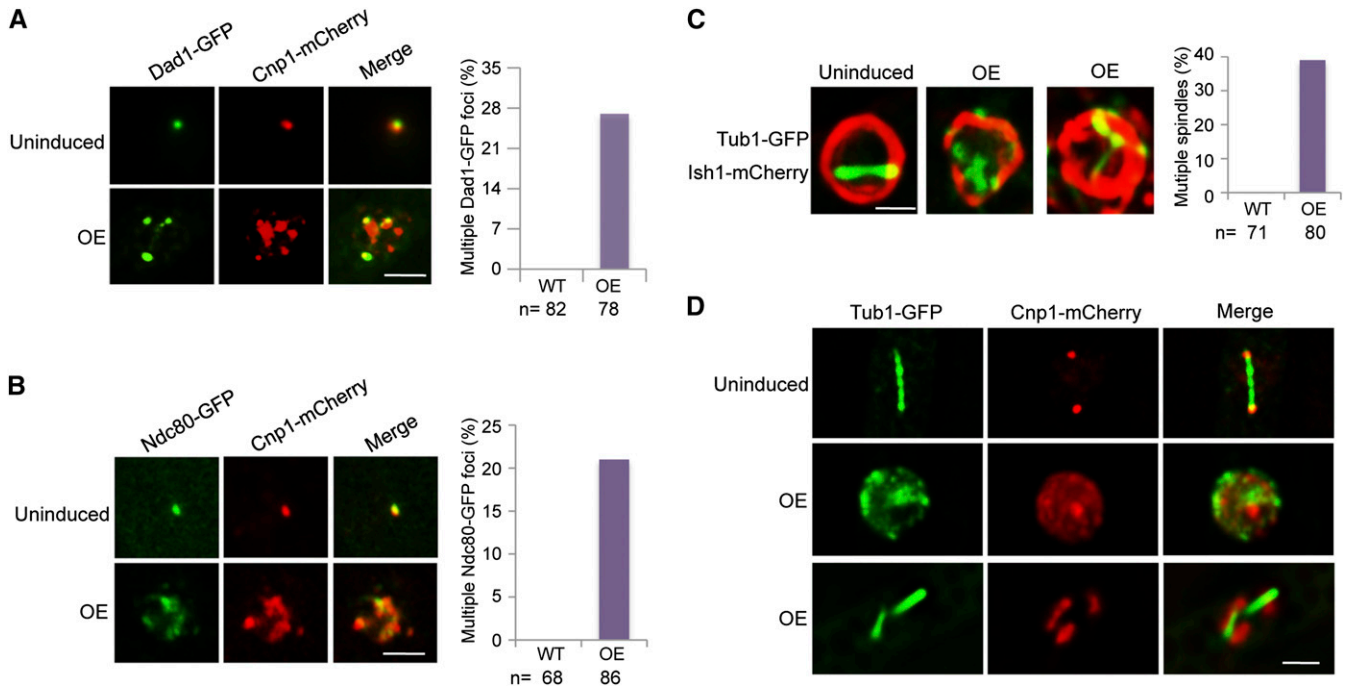 A
Dad1-GFP
Cnp1-mCherry
Merge
Uninduced
OE
Multiple Dad1-GFP foci (%)
35
28
21
14
7
0
WT
OE
n= 82
78
B
Ndc80-GFP
Cnp1-mCherry
Merge
Uninduced
OE
Multiple Ndc80-GFP foci (%)
25
20
15
10
5
0
WT
OE
n= 68
86
C
Uninduced
OE
OE
Tub1-GFP
Ish1-mCherry
Mutiple spindles (%)
40
30
20
10
0
WT
OE
n= 71
80
D
Tub1-GFP
Cnp1-mCherry
Merge
Uninduced
OE
OE